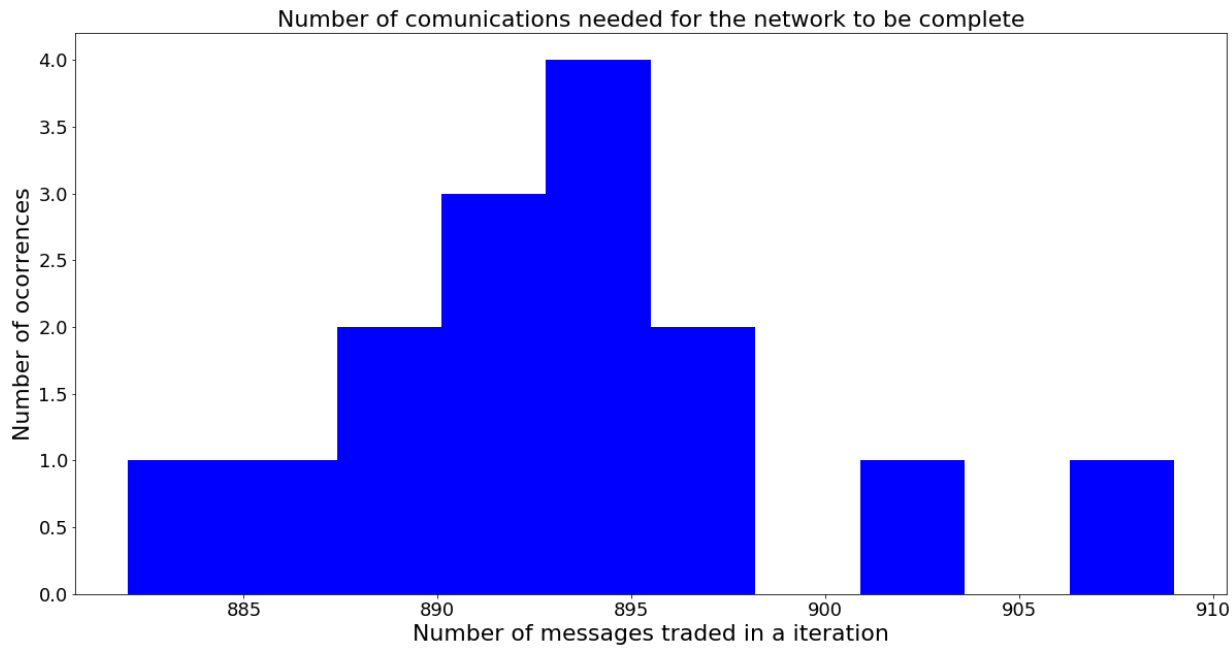 Number of comunications needed for the network to be complete
Number of ocorrences
4.0
3.5
3.0
2.5
2.0
1.5
1.0
0.5
0.0
885 890 895 900 905 910
Number of messages traded in a iteration